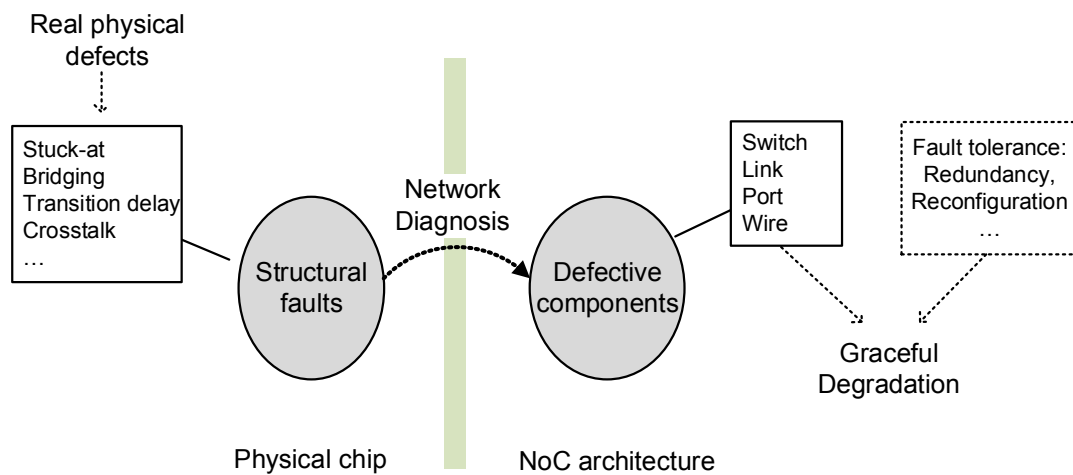 Real physical
defects
Stuck-at
Bridging
Transition delay
Crosstalk
…
Structural
faults
Network
Diagnosis
Defective
components
Switch
Link
Port
Wire
Fault tolerance:
Redundancy,
Reconfiguration
…
Graceful
Degradation
Physical chip
NoC architecture